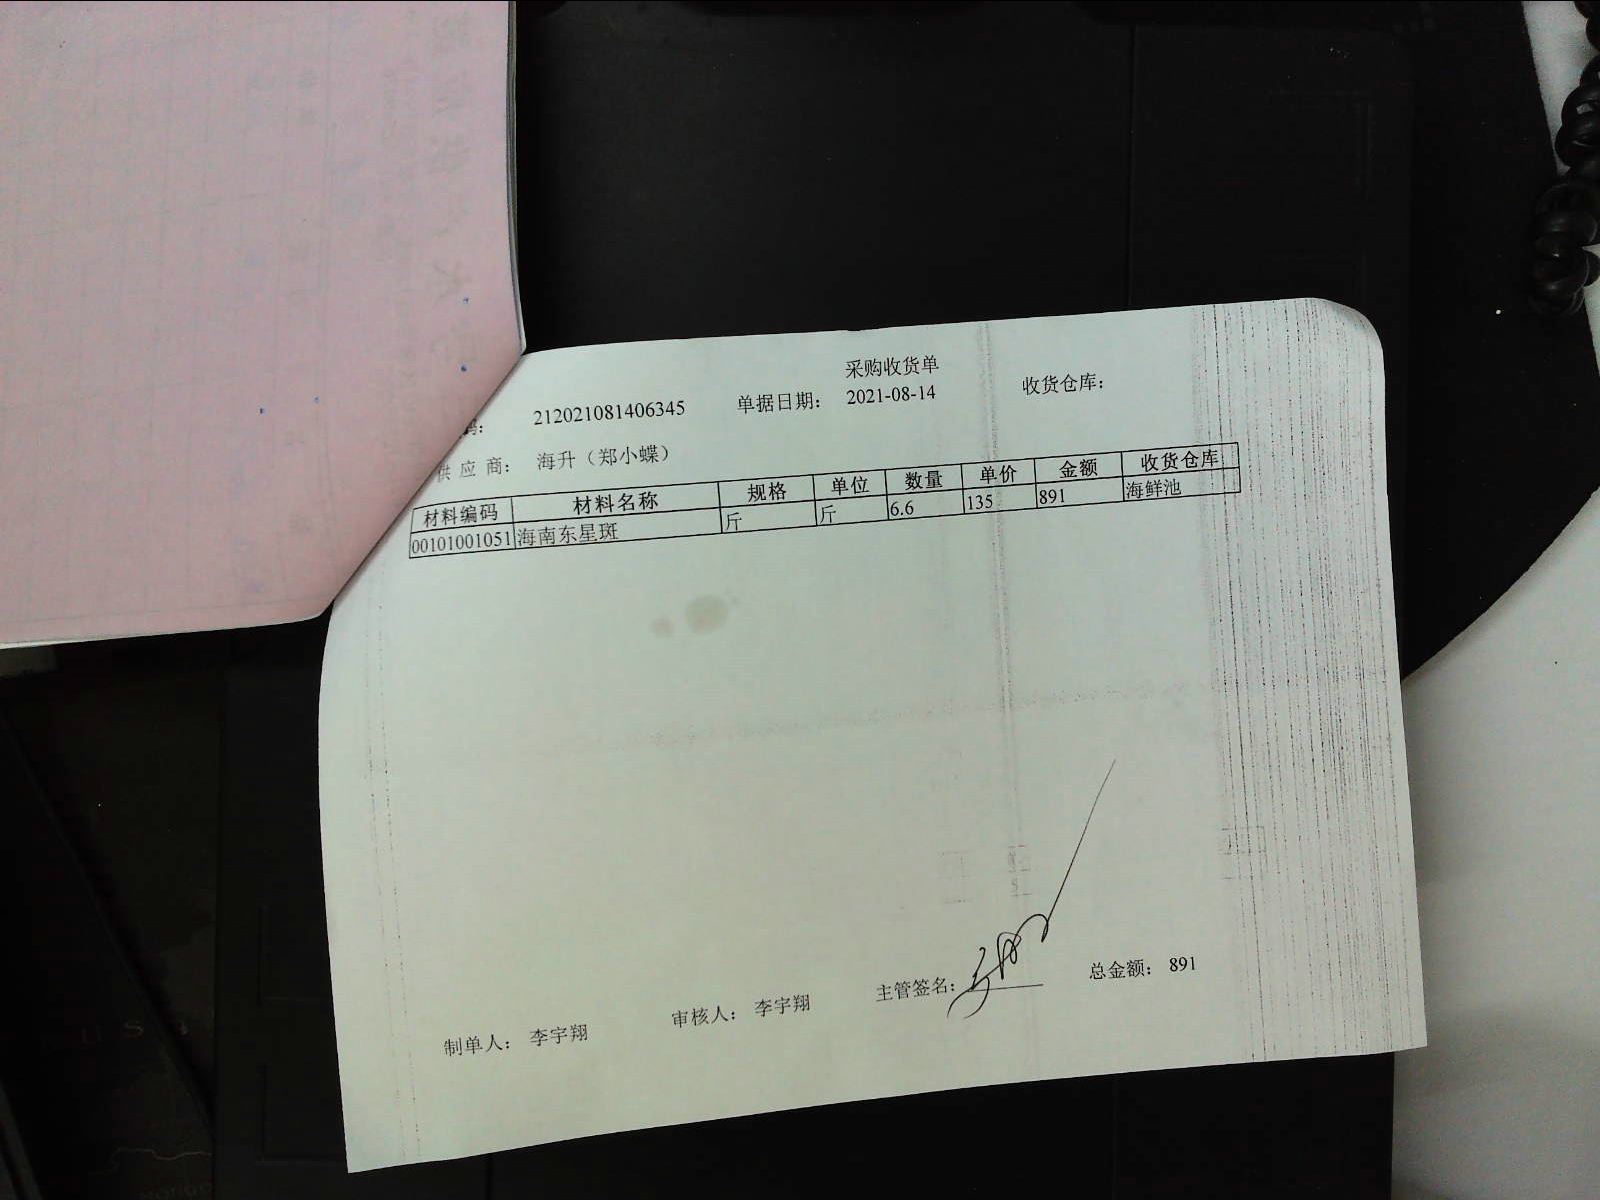 采购收货单
码： 212021081406345 单据日期： 2021-08-14 收货仓库：
供应商： 海升（郑小蝶）
材料编码 材料名称 规格 单位 数量 单价 金额 收货仓库
00101001051 海南东星斑 斤 斤 6.6 135 891 海鲜池
制单人： 李宇翔 审核人： 李宇翔 主管签名： 总金额： 891